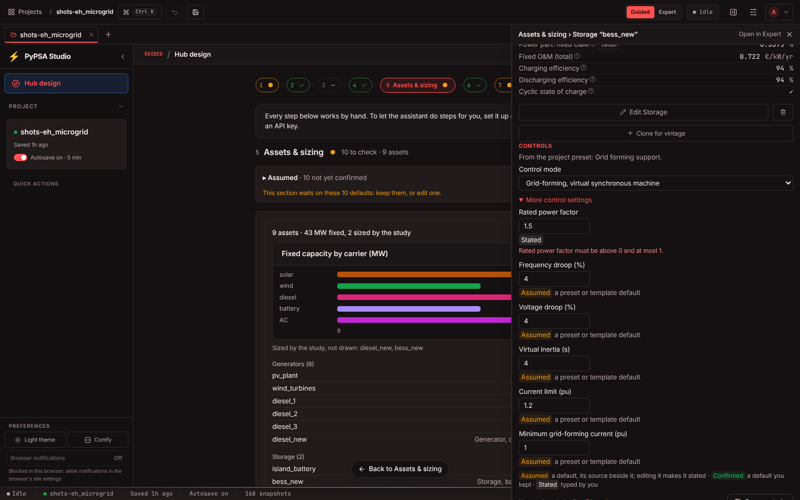 Projects / shots-eh_microgrid Ctrl K Guided Expert Idle A
shots-eh_microgrid
PyPSA Studio
Hub design
PROJECT
shots-eh_microgrid
Saved 1h ago
Autosave on · 5 min
QUICK ACTIONS
PREFERENCES
Light theme
Comfy
Browser notifications Off
Blocked in this browser: allow notifications in
the browser's site settings
GUIDED / Hub design
1
2
3
4
5 Assets & sizing
6
7
Every step below works by hand. To let the assistant do steps for you, set it up
an API key.
5 Assets & sizing 10 to check · 9 assets
Assumed · 10 not yet confirmed
This section waits on these 10 defaults: keep them, or edit one.
9 assets · 43 MW fixed, 2 sized by the study
Fixed capacity by carrier (MW)
solar
wind
diesel
battery
AC
Sized by the study, not drawn: diesel_new, bess_new
Generators (6)
pv_plant
wind_turbines
diesel_1
diesel_2
diesel_3
diesel_new
Storage (2)
island_battery
bess_new
Back to Assets & sizing
Assets & sizing › Storage “bess_new”
Open in Expert
Fixed O&M (total) 0.722 €/kW/yr
Charging efficiency 94 %
Discharging efficiency 94 %
Cyclic state of charge ✓
Edit Storage
+ Clone for vintage
CONTROLS
From the project preset: Grid forming support.
Control mode
Grid-forming, virtual synchronous machine
More control settings
Rated power factor
1.5
Stated
Rated power factor must be above 0 and at most 1.
Frequency droop (%)
4
Assumed a preset or template default
Voltage droop (%)
4
Assumed a preset or template default
Virtual inertia (s)
4
Assumed a preset or template default
Current limit (pu)
1.2
Assumed a preset or template default
Minimum grid-forming current (pu)
1
Assumed a default, its source beside it; editing it makes it stated · Confirmed a default you
kept · Stated typed by you
Idle · shots-eh_microgrid · Saved 1h ago · Autosave on · 168 snapshots